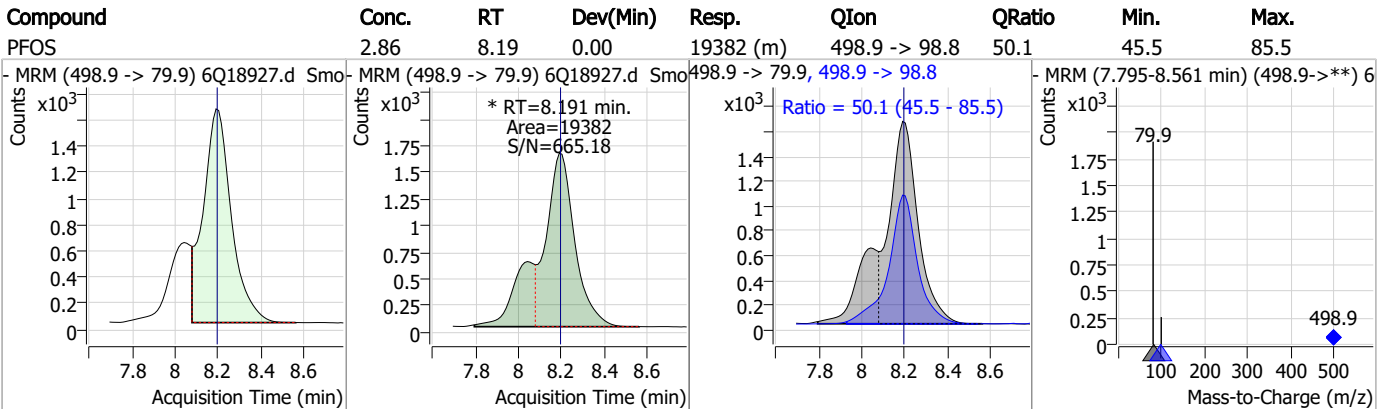 Compound Conc. RT Dev(Min) Resp. QIon QRatio Min. Max.
PFOS 2.86 8.19 0.00 19382 (m) 498.9 -> 98.8 50.1 45.5 85.5
- MRM (498.9 -> 79.9) 6Q18927.d Smo
Counts
x10³
1.4
1.2
1
0.8
0.6
0.4
0.2
0
7.8 8 8.2 8.4 8.6
Acquisition Time (min)
- MRM (498.9 -> 79.9) 6Q18927.d Smo
Counts
x10³
* RT=8.191 min.
Area=19382
S/N=665.18
1.75
1.5
1.25
1
0.75
0.5
0.25
0
7.8 8 8.2 8.4 8.6
Acquisition Time (min)
498.9 -> 79.9, 498.9 -> 98.8
Counts
x10³
Ratio = 50.1 (45.5 - 85.5)
1.4
1.2
1
0.8
0.6
0.4
0.2
0
7.8 8 8.2 8.4 8.6
Acquisition Time (min)
- MRM (7.795-8.561 min) (498.9->**) 6
Counts
x10³
79.9
1.75
1.5
1.25
1
0.75
0.5
0.25
0
498.9
100 200 300 400 500
Mass-to-Charge (m/z)